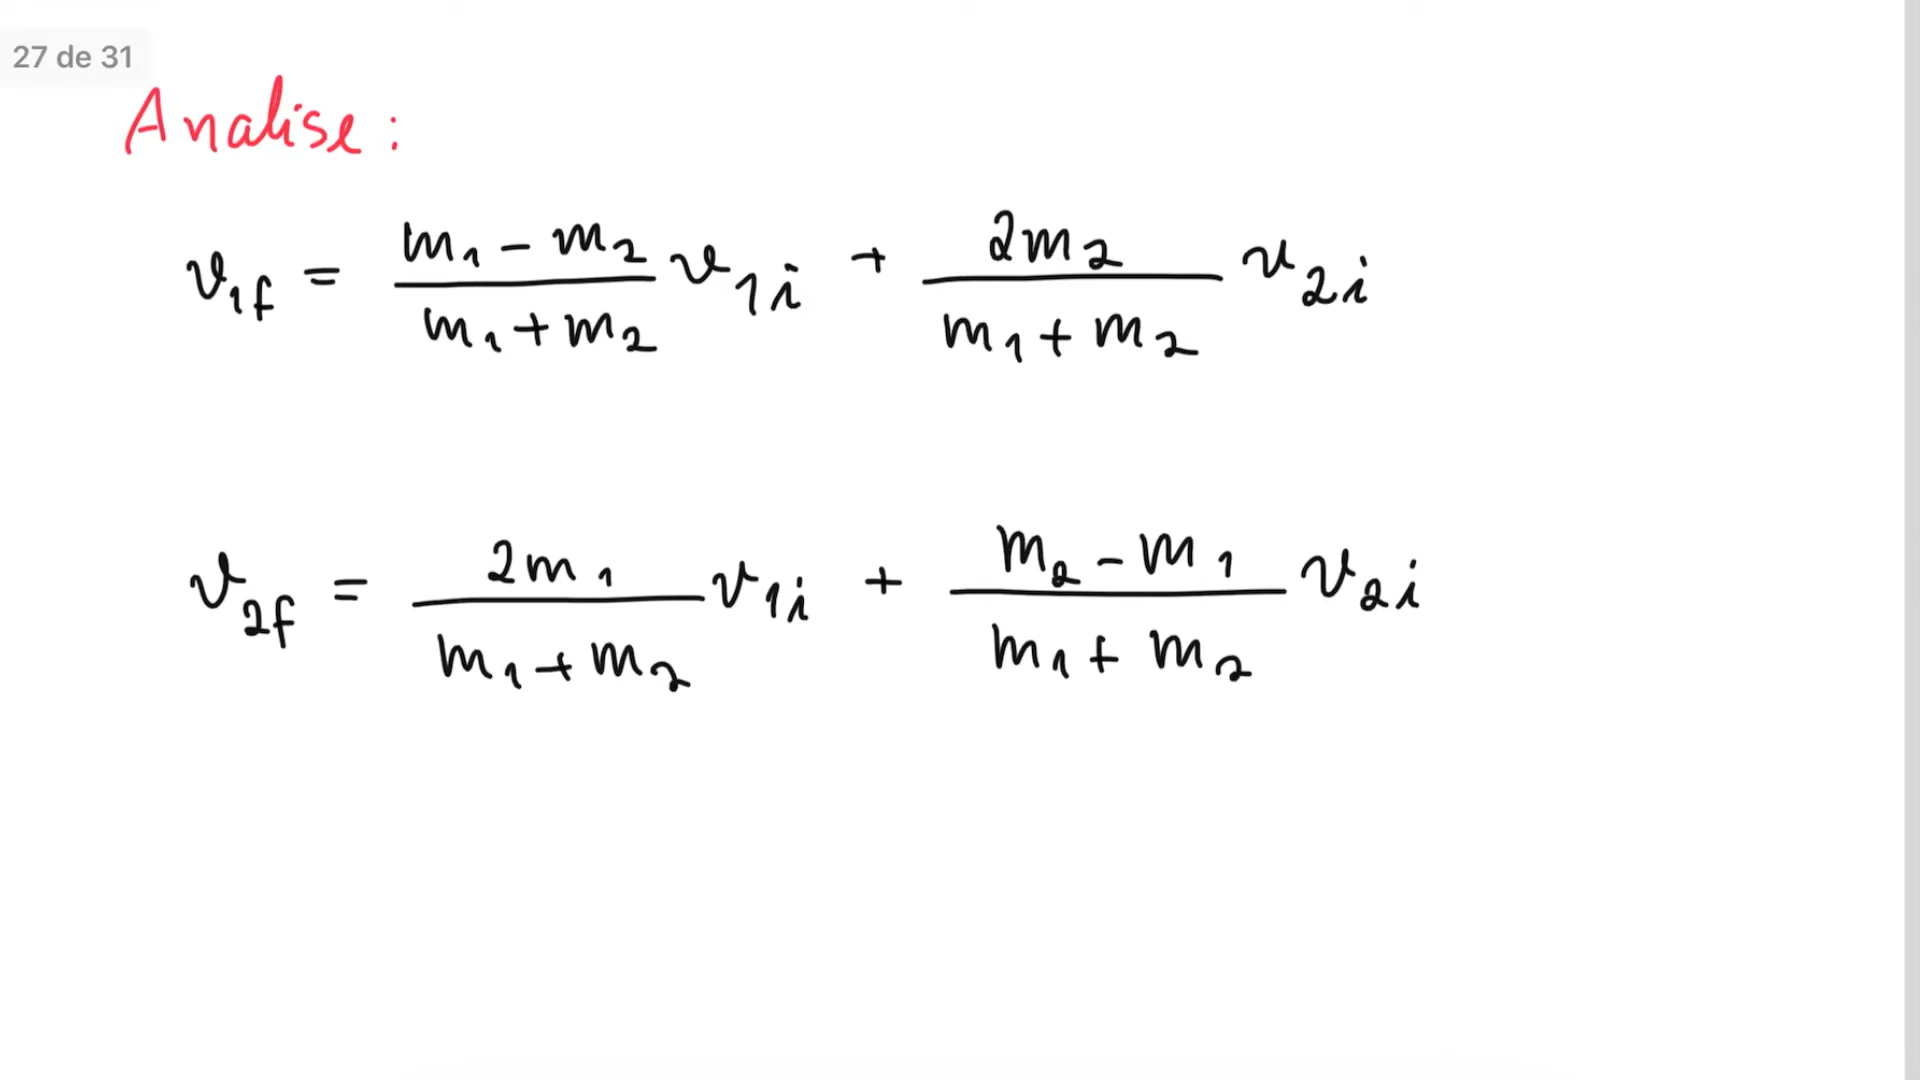 27 de 31
Analise:
v₁f = (m₁ - m₂)/(m₁ + m₂) v₁i + 2m₂/(m₁ + m₂) v₂i
v₂f = 2m₁/(m₁ + m₂) v₁i + (m₂ - m₁)/(m₁ + m₂) v₂i